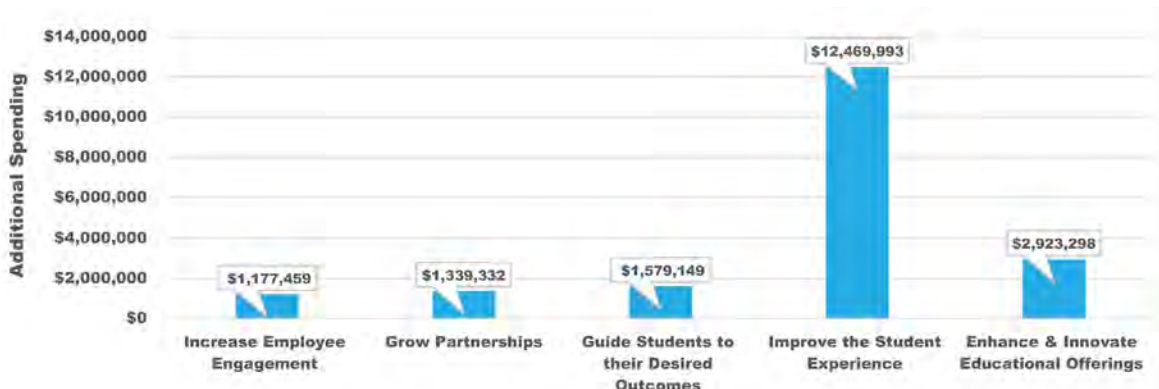 $14,000,000
$12,000,000
$10,000,000
$8,000,000
$6,000,000
$4,000,000
$2,000,000
$0
Additional Spending
$1,177,459
$1,339,332
$1,579,149
$12,469,993
$2,923,298
Increase Employee
Engagement
Grow Partnerships
Guide Students to
their Desired
Outcomes
Improve the Student
Experience
Enhance & Innovate
Educational Offerings